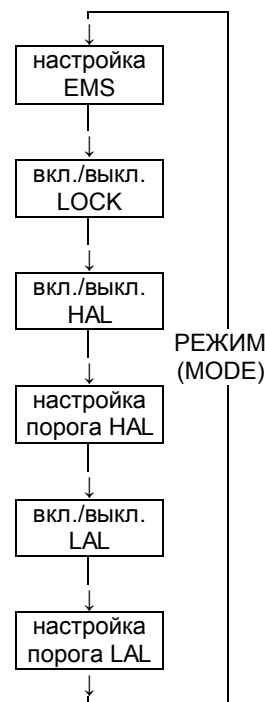 настройка
EMS
вкл./выкл.
LOCK
вкл./выкл.
HAL
РЕЖИМ
(MODE)
настройка
порога HAL
вкл./выкл.
LAL
настройка
порога LAL